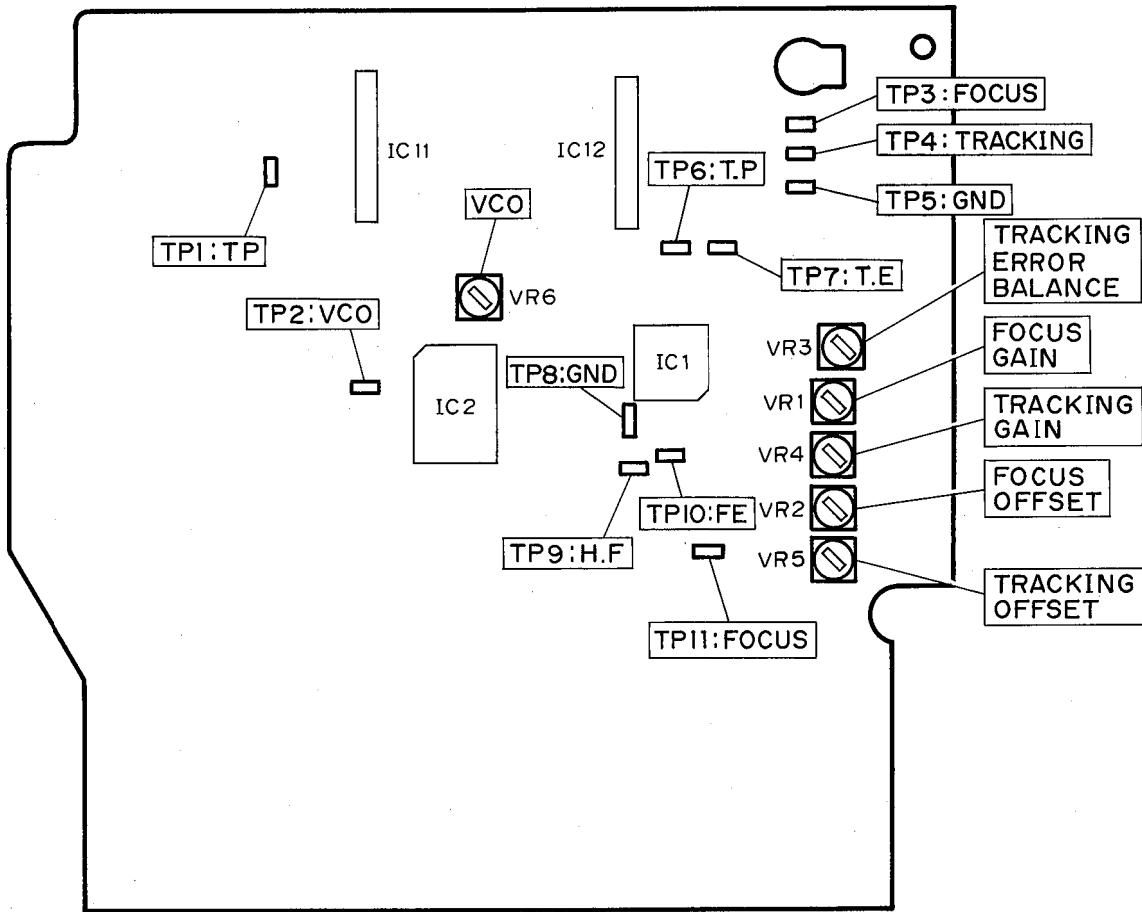 TP3:FOCUS
TP4:TRACKING
TP5:GND
IC11
IC12
TP6:T.P
VCO
TP1:TP
TP7:T.E
TRACKING
ERROR
BALANCE
VR6
TP2:VCO
VR3
FOCUS
GAIN
IC1
TP8:GND
IC2
VR1
TRACKING
GAIN
VR4
FOCUS
OFFSET
VR2
TP10:FE
TP9:H.F
VR5
TRACKING
OFFSET
TP11:FOCUS